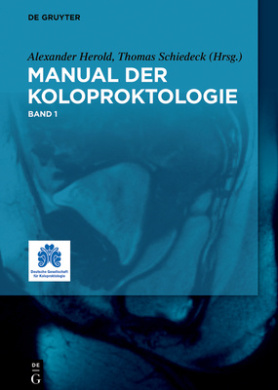 DE GRUYTER
Alexander Herold, Thomas Schiedeck (Hrsg.)
MANUAL DER
KOLOPROKTOLOGIE
BAND 1
Deutsche Gesellschaft
für Koloproktologie
DE
G